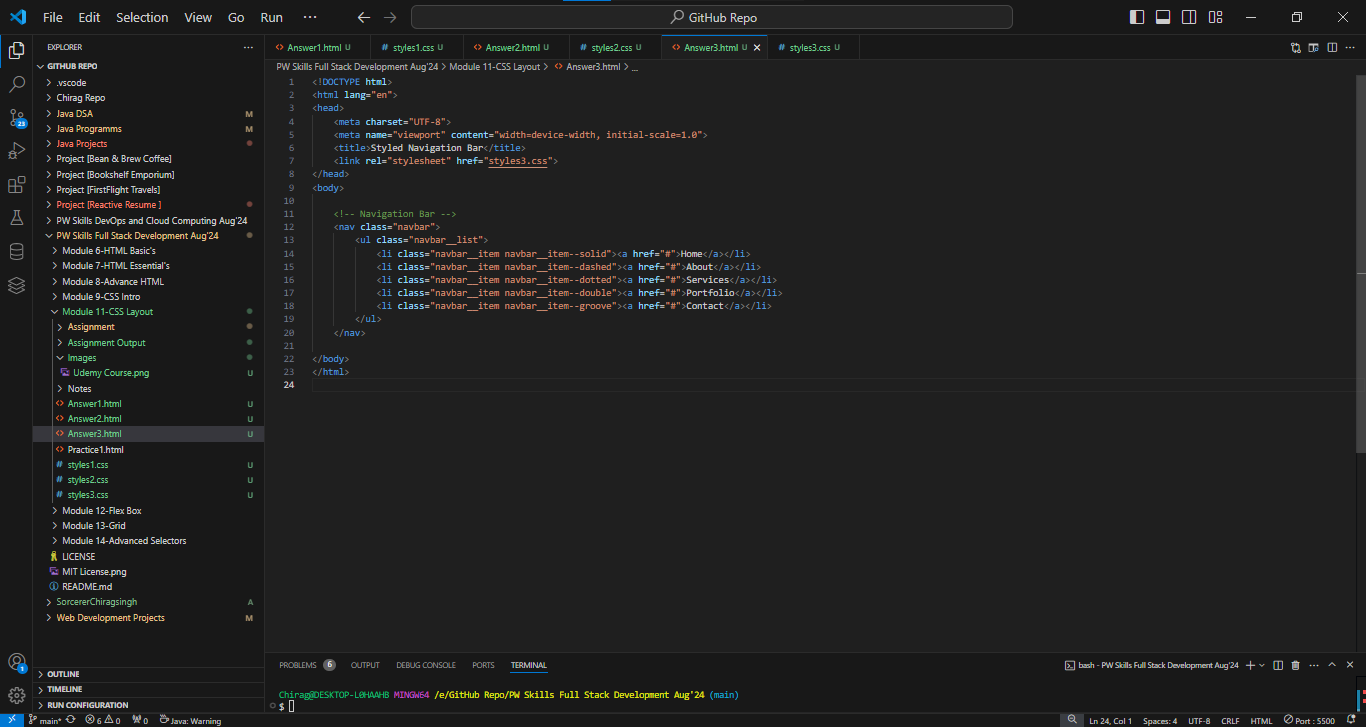 File Edit Selection View Go Run ··· GitHub Repo
EXPLORER
GITHUB REPO
.vscode
Chirag Repo
Java DSA M
Java Programms M
Java Projects
Project [Bean & Brew Coffee]
Project [Bookshelf Emporium]
Project [FirstFlight Travels]
Project [Reactive Resume ]
PW Skills DevOps and Cloud Computing Aug'24
PW Skills Full Stack Development Aug'24
Module 6-HTML Basic's
Module 7-HTML Essential's
Module 8-Advance HTML
Module 9-CSS Intro
Module 11-CSS Layout
Assignment
Assignment Output
Images
Udemy Course.png U
Notes
Answer1.html U
Answer2.html U
Answer3.html U
Practice1.html
styles1.css U
styles2.css U
styles3.css U
Module 12-Flex Box
Module 13-Grid
Module 14-Advanced Selectors
LICENSE
MIT License.png
README.md
SorcererChiragsingh A
Web Development Projects M
OUTLINE
TIMELINE
RUN CONFIGURATION
23
1
Answer1.html U styles1.css U Answer2.html U styles2.css U Answer3.html U styles3.css U
PW Skills Full Stack Development Aug'24 > Module 11-CSS Layout > Answer3.html > ...
1 <!DOCTYPE html>
2 <html lang="en">
3 <head>
4 <meta charset="UTF-8">
5 <meta name="viewport" content="width=device-width, initial-scale=1.0">
6 <title>Styled Navigation Bar</title>
7 <link rel="stylesheet" href="styles3.css">
8 </head>
9 <body>
10
11 <!-- Navigation Bar -->
12 <nav class="navbar">
13 <ul class="navbar__list">
14 <li class="navbar__item navbar__item--solid"><a href="#">Home</a></li>
15 <li class="navbar__item navbar__item--dashed"><a href="#">About</a></li>
16 <li class="navbar__item navbar__item--dotted"><a href="#">Services</a></li>
17 <li class="navbar__item navbar__item--double"><a href="#">Portfolio</a></li>
18 <li class="navbar__item navbar__item--groove"><a href="#">Contact</a></li>
19 </ul>
20 </nav>
21
22 </body>
23 </html>
24
PROBLEMS 6 OUTPUT DEBUG CONSOLE PORTS TERMINAL bash - PW Skills Full Stack Development Aug'24
Chirag@DESKTOP-L0HAAHB MINGW64 /e/GitHub Repo/PW Skills Full Stack Development Aug'24 (main)
$
main* 6 0 0 Java: Warning Ln 24, Col 1 Spaces: 4 UTF-8 CRLF HTML Port : 5500